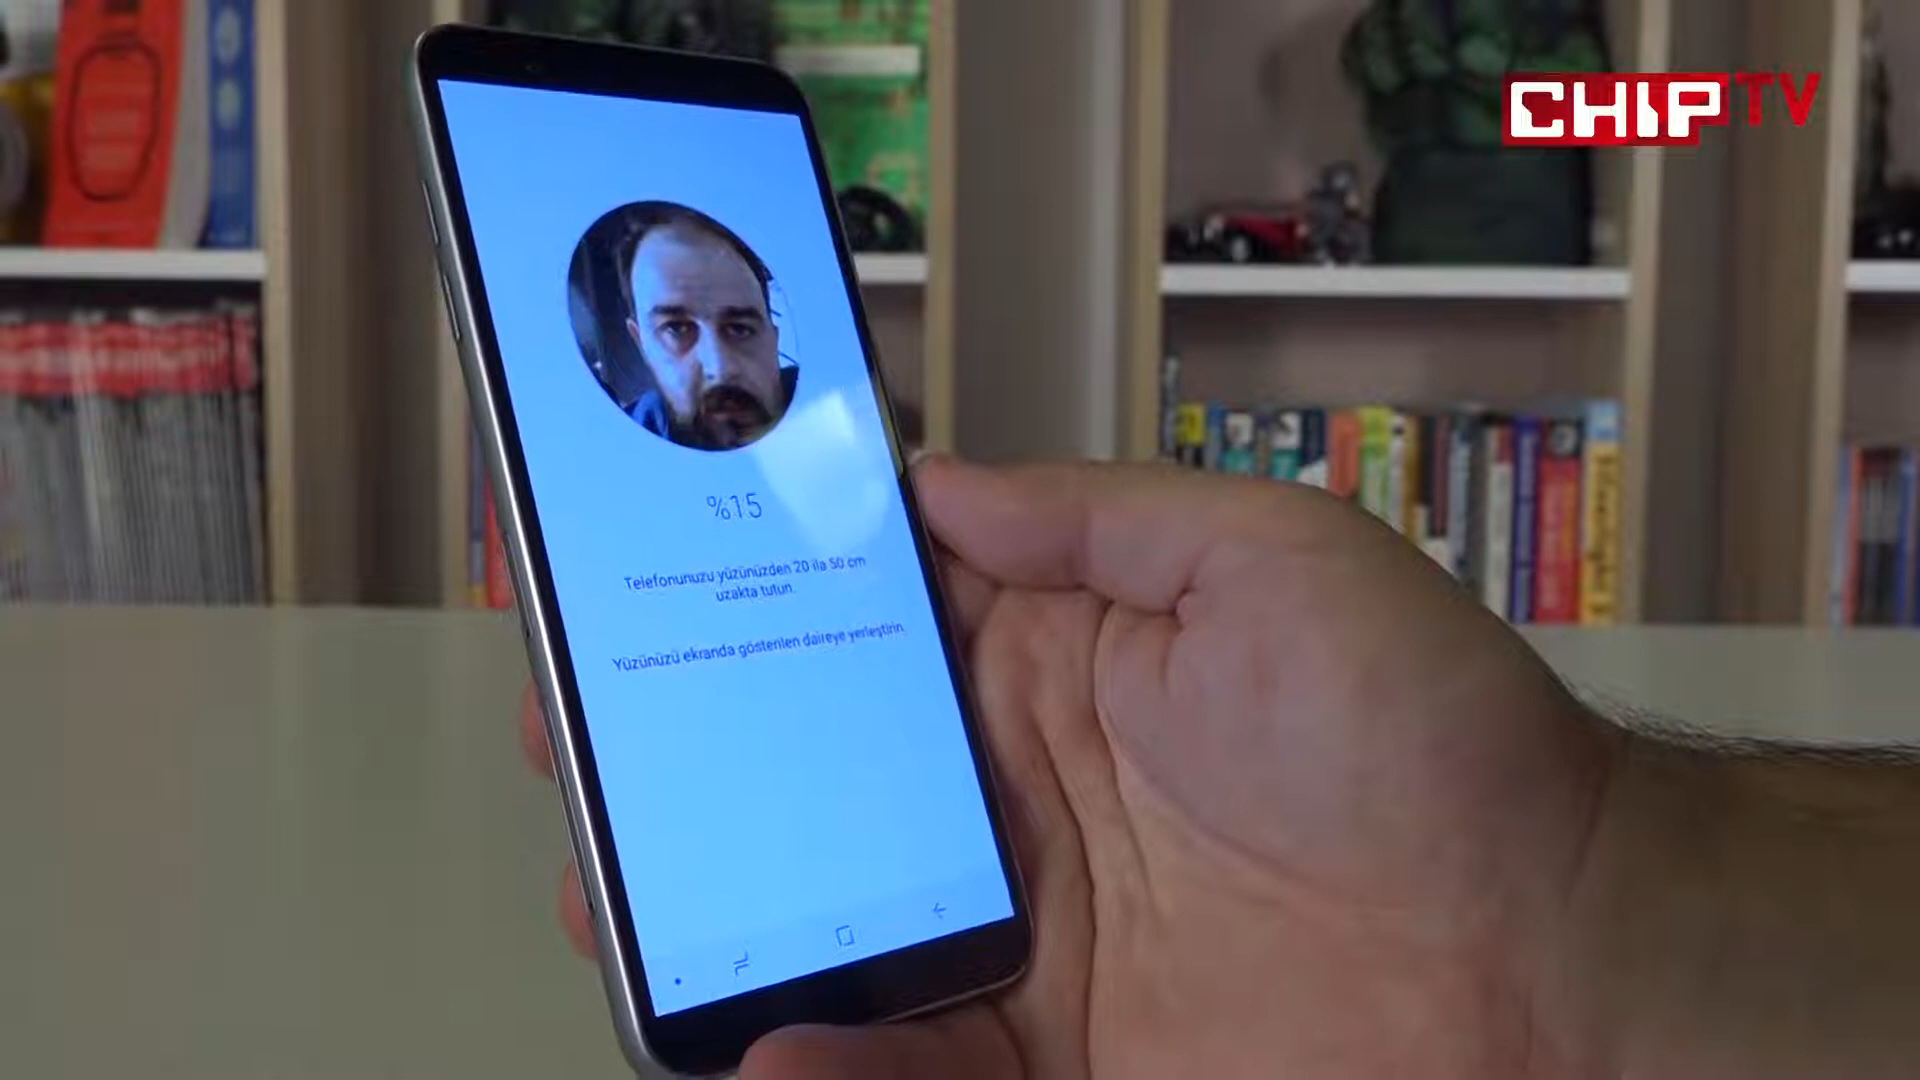 CHIP TV
%15
Telefonunuzu yüzünüzden 20 ila 50 cm
uzakta tutun.
Yüzünüzü ekranda gösterilen daireye yerleştirin.